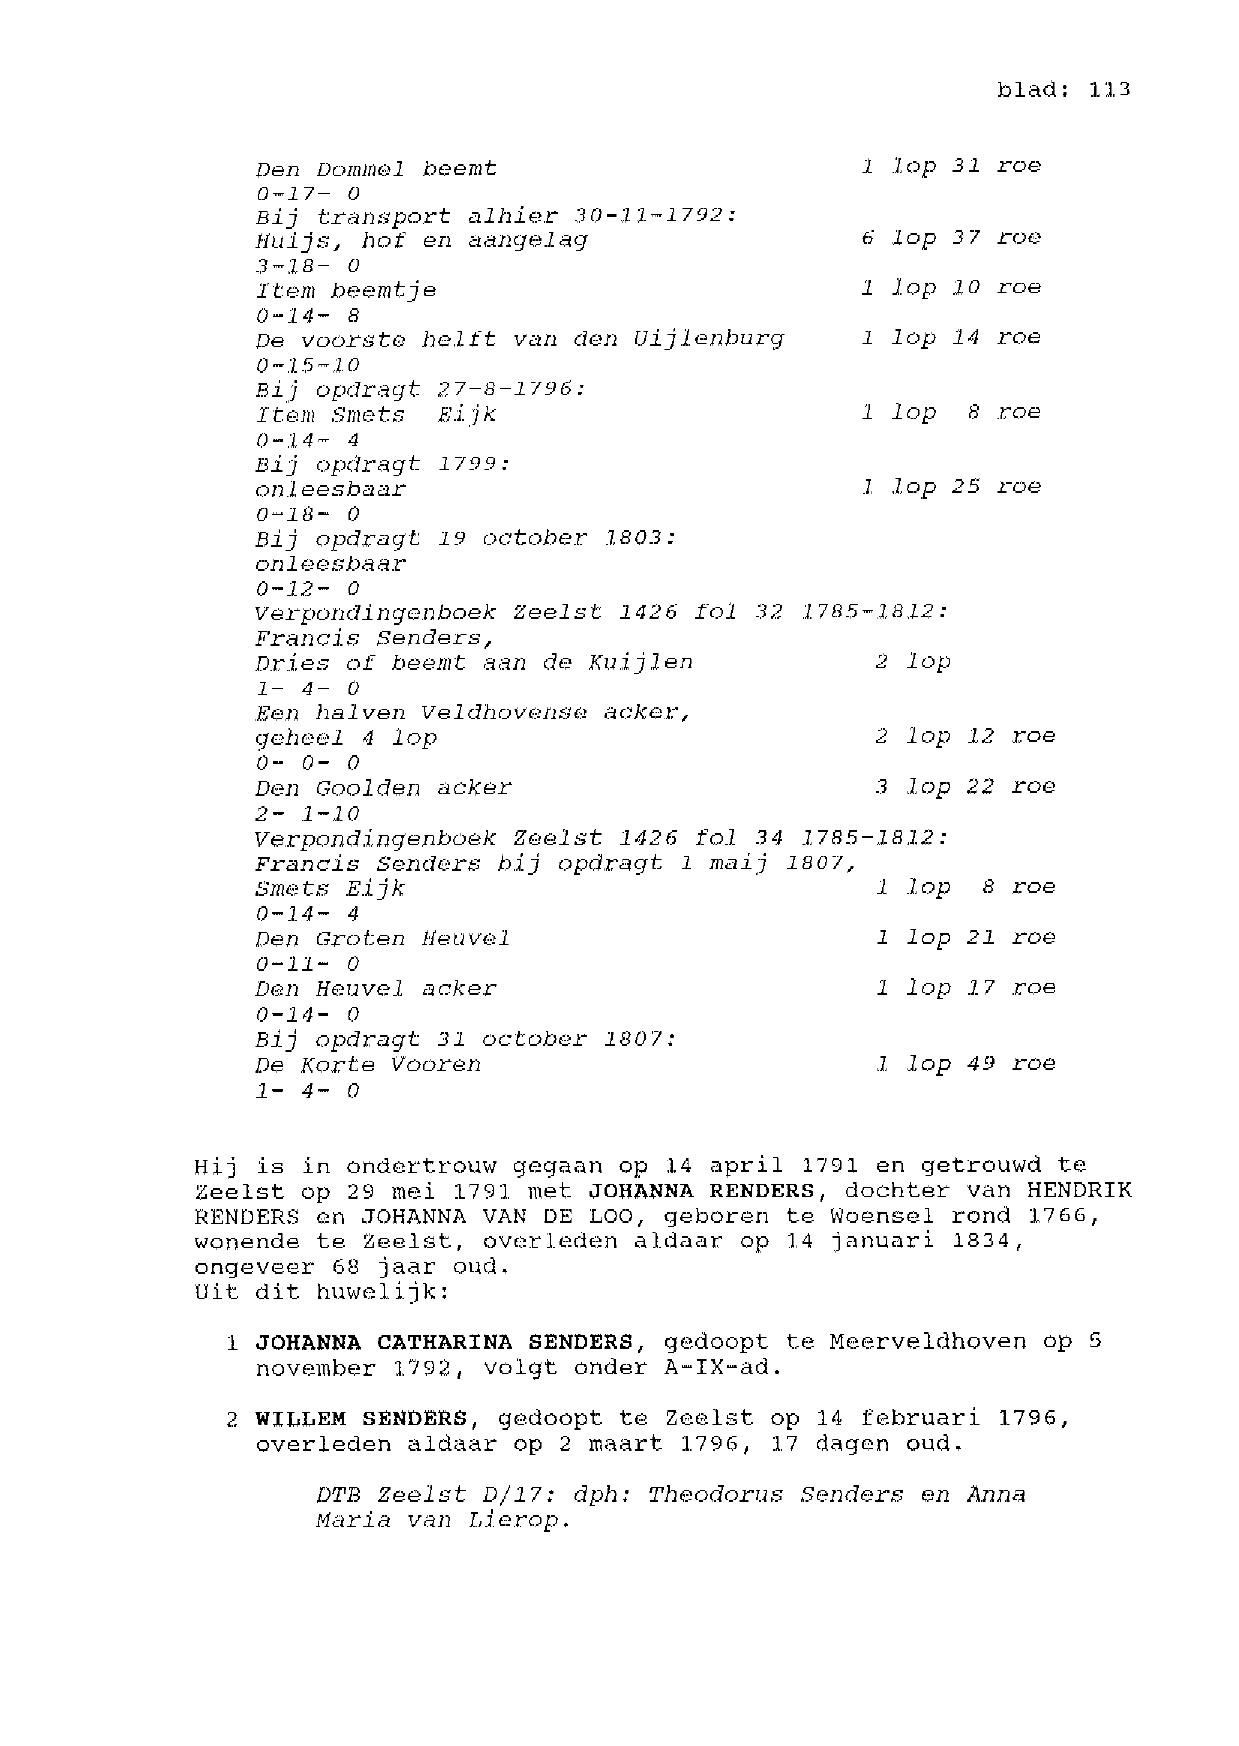 blad: 113
Den Dommel beemt 1 lop 31 roe
0-17- 0
Bij transport alhier 30-11-1792:
Huijs, hof en aangelag 6 lop 37 roe
3-18- 0
Item beemtje 1 lop 10 roe
0-14- 8
De voorste helft van den Uijlenburg 1 lop 14 roe
0-15-10
Bij opdragt 27-8-1796:
Item Smets Eijk 1 lop 8 roe
0-14- 4
Bij opdragt 1799:
onleesbaar 1 lop 25 roe
0-18- 0
Bij opdragt 19 october 1803:
onleesbaar
0-12- 0
Verpondingenboek Zeelst 1426 fol 32 1785-1812:
Francis Senders,
Dries of beemt aan de Kuijlen 2 lop
1- 4- 0
Een halven Veldhovense acker,
geheel 4 lop 2 lop 12 roe
0- 0- 0
Den Goolden acker 3 lop 22 roe
2- 1-10
Verpondingenboek Zeelst 1426 fol 34 1785-1812:
Francis Senders bij opdragt 1 maij 1807,
Smets Eijk 1 lop 8 roe
0-14- 4
Den Groten Heuvel 1 lop 21 roe
0-11- 0
Den Heuvel acker 1 lop 17 roe
0-14- 0
Bij opdragt 31 october 1807:
De Korte Vooren 1 lop 49 roe
1- 4- 0
Hij is in ondertrouw gegaan op 14 april 1791 en getrouwd te
Zeelst op 29 mei 1791 met JOHANNA RENDERS, dochter van HENDRIK
RENDERS en JOHANNA VAN DE LOO, geboren te Woensel rond 1766,
wonende te Zeelst, overleden aldaar op 14 januari 1834,
ongeveer 68 jaar oud.
Uit dit huwelijk:
1 JOHANNA CATHARINA SENDERS, gedoopt te Meerveldhoven op 5
november 1792, volgt onder A-IX-ad.
2 WILLEM SENDERS, gedoopt te Zeelst op 14 februari 1796,
overleden aldaar op 2 maart 1796, 17 dagen oud.
DTB Zeelst D/17: dph: Theodorus Senders en Anna
Maria van Lierop.